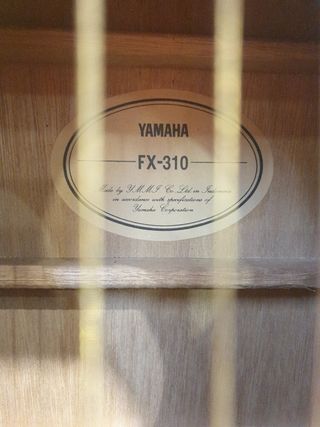 YAMAHA
FX-310
Made by Y.M.M.I Co. Ltd. in Indonesia
in accordance with specifications of
Yamaha Corporation